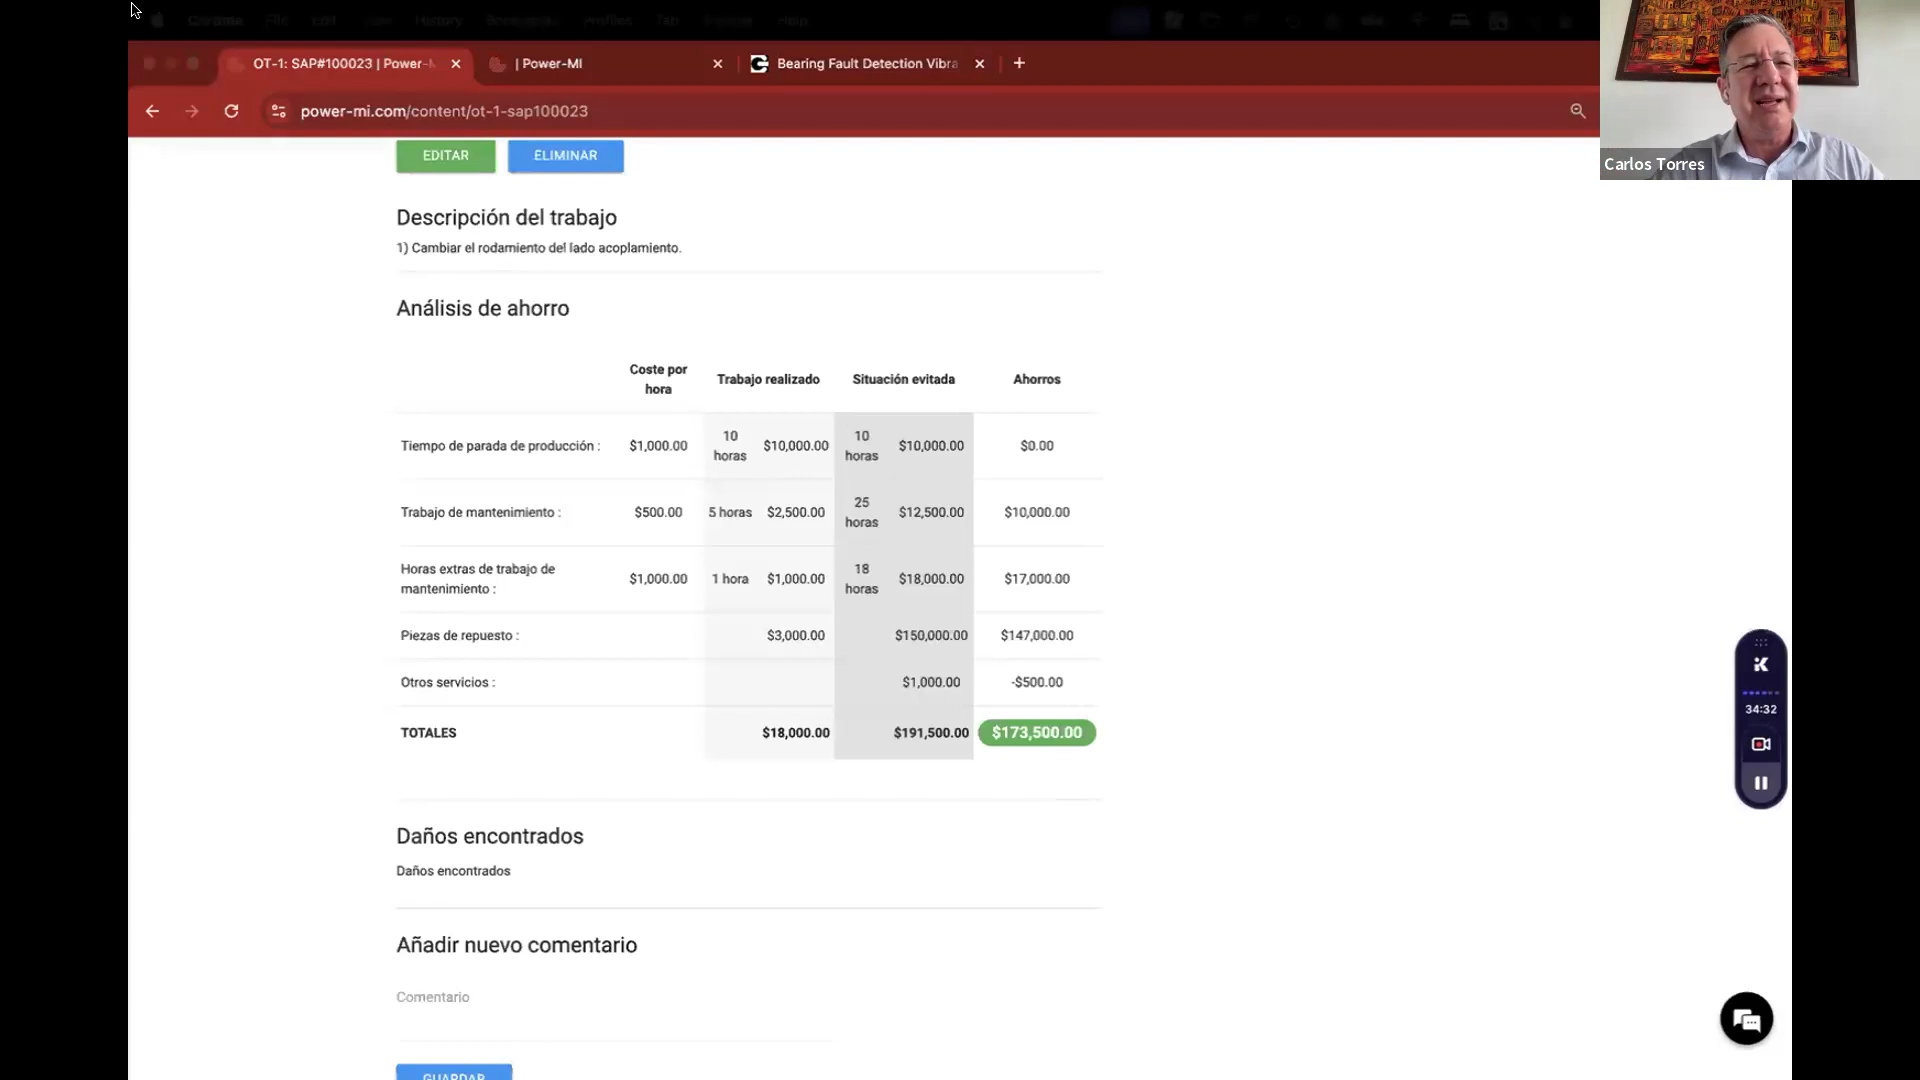 OT-1: SAP#100023 | Power-M
| Power-MI
Bearing Fault Detection Vibra
power-mi.com/content/ot-1-sap100023
Carlos Torres
EDITAR
ELIMINAR
Descripción del trabajo
1) Cambiar el rodamiento del lado acoplamiento.
Análisis de ahorro
Coste por hora
Trabajo realizado
Situación evitada
Ahorros
Tiempo de parada de producción : $1,000.00 10 horas $10,000.00 10 horas $10,000.00 $0.00
Trabajo de mantenimiento : $500.00 5 horas $2,500.00 25 horas $12,500.00 $10,000.00
Horas extras de trabajo de mantenimiento : $1,000.00 1 hora $1,000.00 18 horas $18,000.00 $17,000.00
Piezas de repuesto : $3,000.00 $150,000.00 $147,000.00
Otros servicios : $1,000.00 -$500.00
TOTALES $18,000.00 $191,500.00 $173,500.00
34:32
Daños encontrados
Daños encontrados
Añadir nuevo comentario
Comentario
GUARDAR